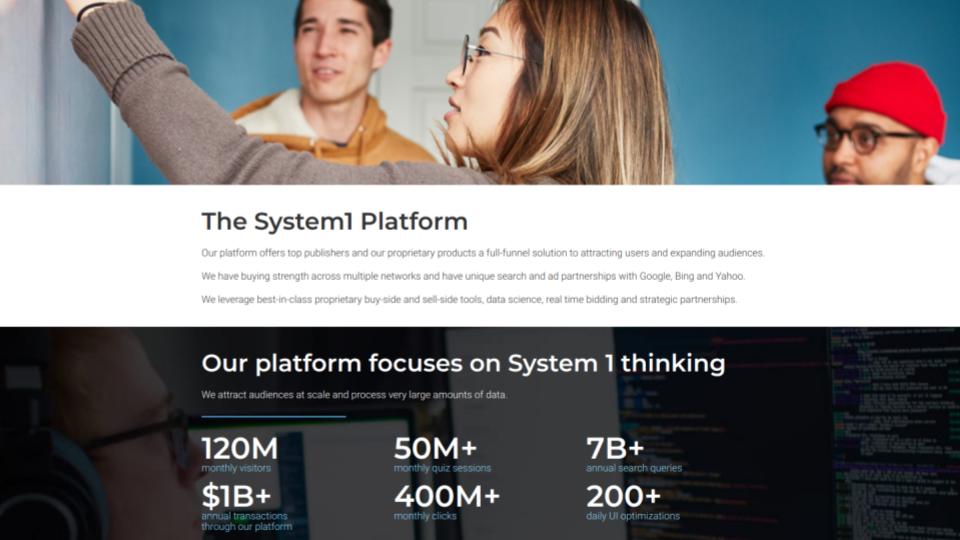 The System1 Platform
Our platform offers top publishers and our proprietary products a full-funnel solution to attracting users and expanding audiences.
We have buying strength across multiple networks and have unique search and ad partnerships with Google, Bing and Yahoo.
We leverage best-in-class proprietary buy-side and sell-side tools, data science, real time bidding and strategic partnerships.
Our platform focuses on System 1 thinking
We attract audiences at scale and process very large amounts of data.
120M
monthly visitors
50M+
monthly quiz sessions
7B+
annual search queries
$1B+
annual transactions
through our platform
400M+
monthly clicks
200+
daily UI optimizations